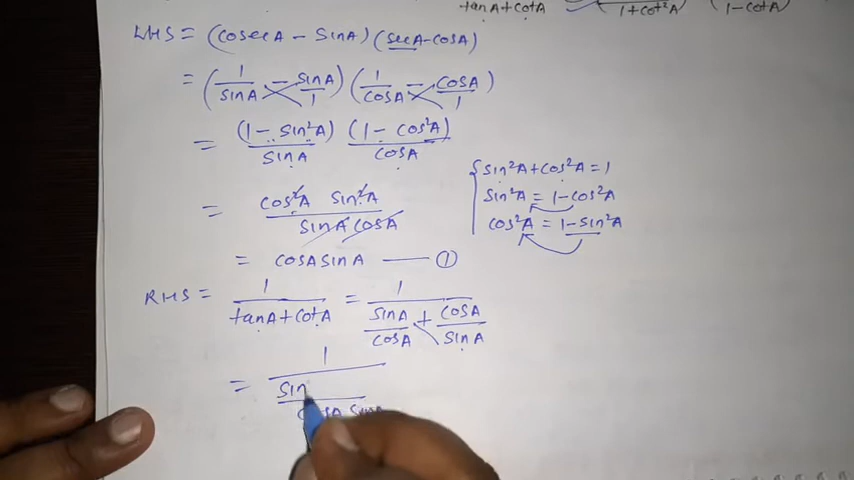 tanA+cotA 1+cot²A 1-cotA
LHS = (cosecA - SinA) (secA-cosA)
= (1/SinA - SinA/1) (1/cosA - cosA/1)
= (1- sin²A)/SinA (1- cos²A)/cosA
{sin²A+cos²A=1
sin²A = 1-cos²A
cos²A = 1-sin²A
= cos²A sin²A / sinA cosA
= cosA sinA —— ①
RHS = 1/tanA+cotA = 1/(sinA/cosA + cosA/sinA)
= 1/(sin / cosA sinA)